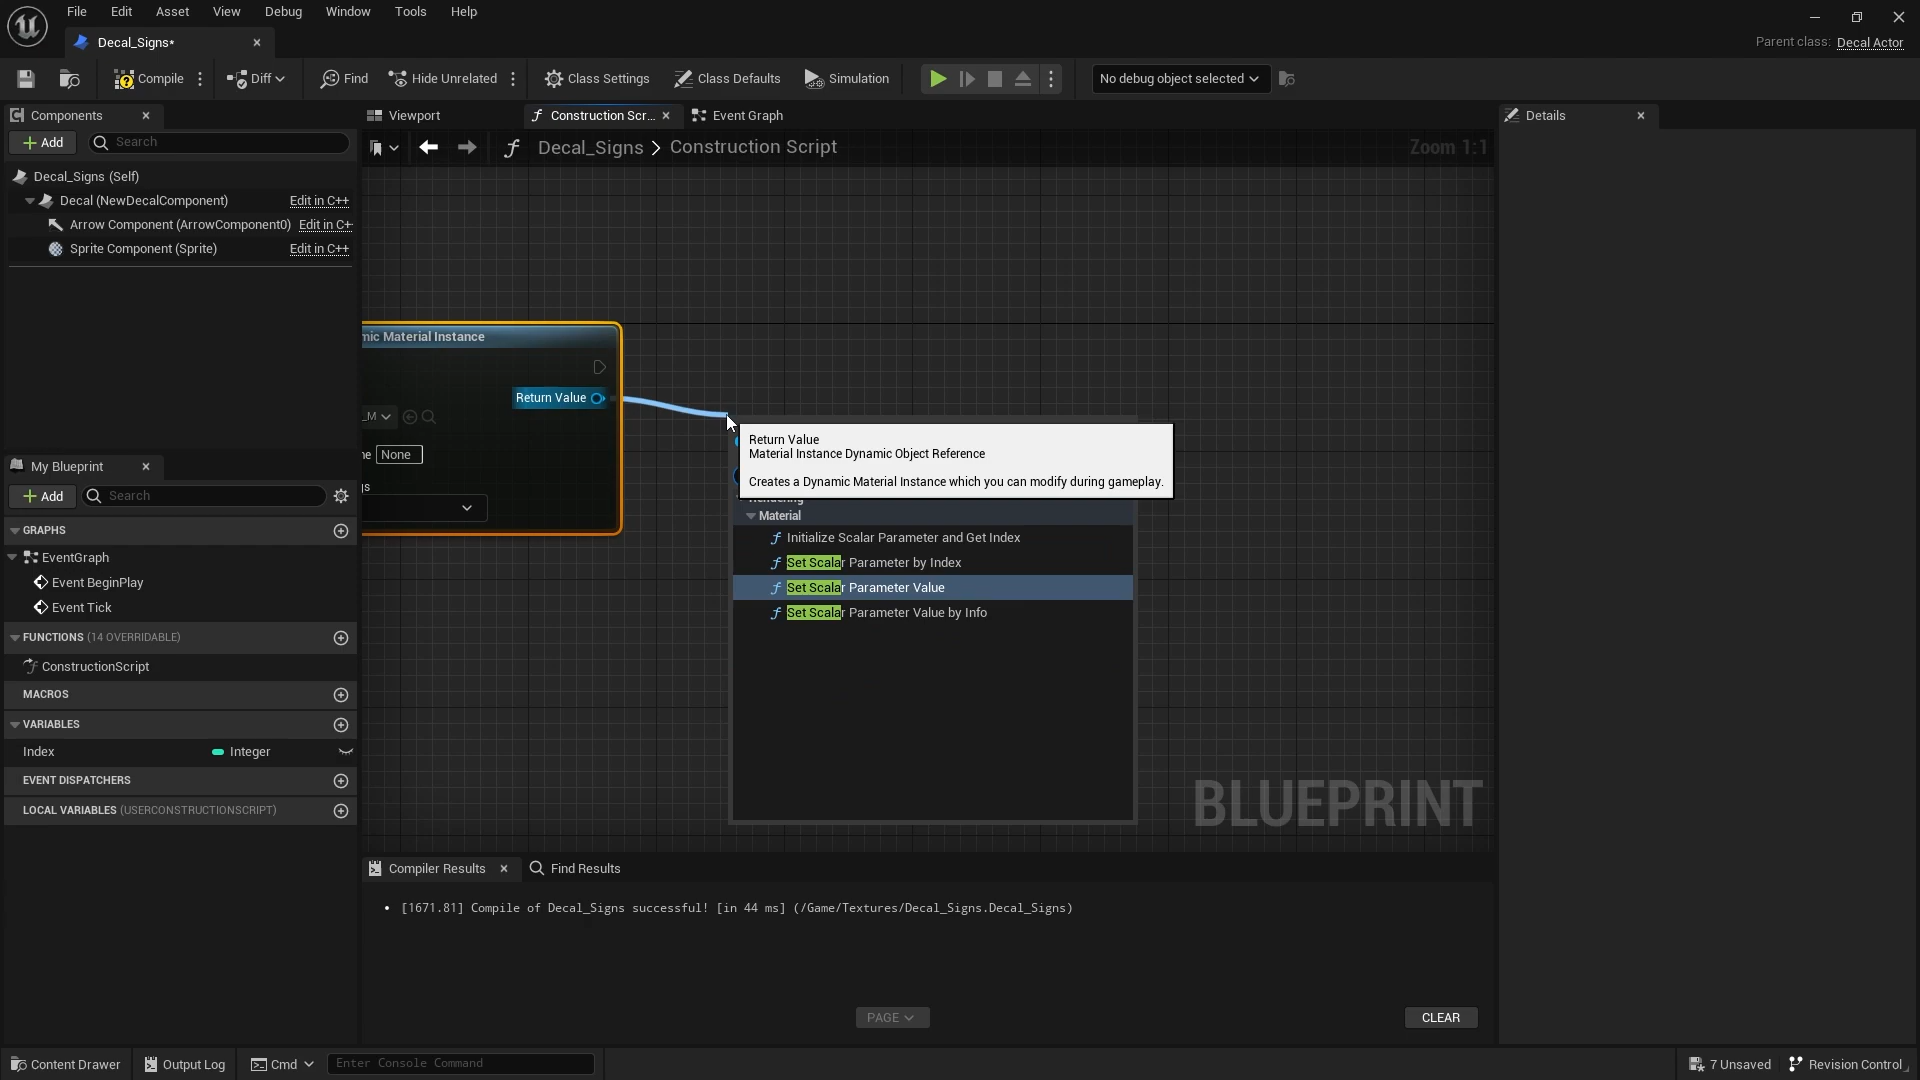 File Edit Asset View Debug Window Tools Help
Decal_Signs*
Parent class: Decal Actor
Compile
Diff
Find
Hide Unrelated
Class Settings
Class Defaults
Simulation
No debug object selected
Components
Add
Search
Decal_Signs (Self)
Decal (NewDecalComponent) Edit in C++
Arrow Component (ArrowComponent0) Edit in C+
Sprite Component (Sprite) Edit in C++
My Blueprint
Add
Search
GRAPHS
EventGraph
Event BeginPlay
Event Tick
FUNCTIONS (14 OVERRIDABLE)
ConstructionScript
MACROS
VARIABLES
Index Integer
EVENT DISPATCHERS
LOCAL VARIABLES (USERCONSTRUCTIONSCRIPT)
Viewport
Construction Scr...
Event Graph
Decal_Signs > Construction Script
Zoom 1:1
mic Material Instance
Return Value
_M
ne None
gs
Return Value
Material Instance Dynamic Object Reference
Creates a Dynamic Material Instance which you can modify during gameplay.
Rendering
Material
Initialize Scalar Parameter and Get Index
Set Scalar Parameter by Index
Set Scalar Parameter Value
Set Scalar Parameter Value by Info
BLUEPRINT
Compiler Results
Find Results
[1671.81] Compile of Decal_Signs successful! [in 44 ms] (/Game/Textures/Decal_Signs.Decal_Signs)
PAGE
CLEAR
Details
Content Drawer
Output Log
Cmd
Enter Console Command
7 Unsaved
Revision Control